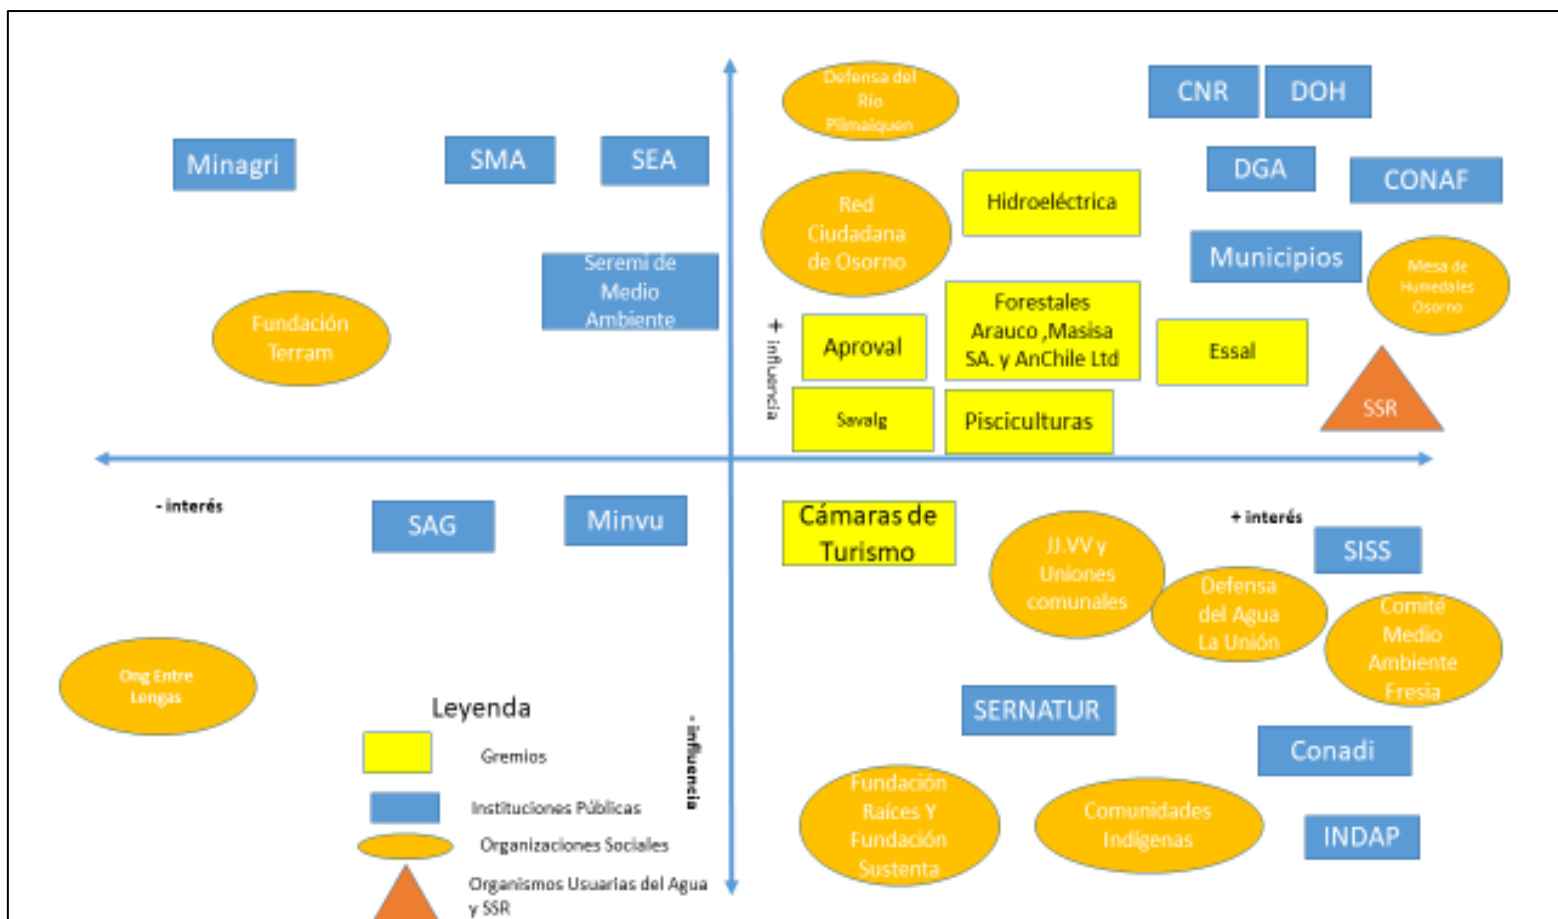 Defensa del
Río
Pilmaiquen
CNR
DOH
Minagri
SMA
SEA
DGA
CONAF
Hidroeléctrica
Red
Ciudadana
de Osorno
Municipios
Mesa de
Humedales
Osorno
Seremi de
Medio
Ambiente
Fundación
Terram
+ influencia
Aproval
Forestales
Arauco ,Masisa
SA. y AnChile Ltd
Essal
SSR
Savalg
Pisciculturas
- interés
+ interés
SAG
Minvu
Cámaras de
Turismo
JJ.VV y
Uniones
comunales
SISS
Defensa
del Agua
La Unión
Comité
Medio
Ambiente
Fresia
Ong Entre
Lengas
SERNATUR
- influencia
Conadi
Fundación
Raíces Y
Fundación
Sustenta
Comunidades
Indígenas
INDAP
Leyenda
Gremios
Instituciones Públicas
Organizaciones Sociales
Organismos Usuarias del Agua
y SSR